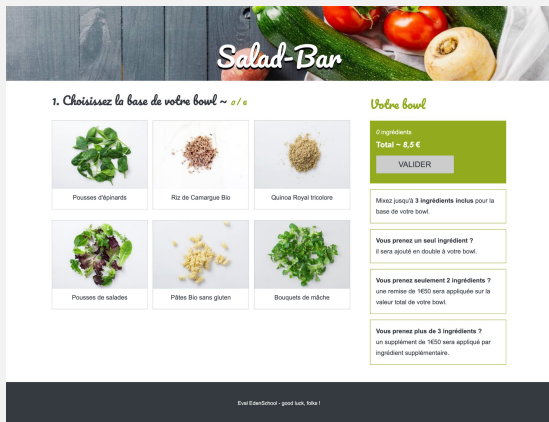 Salad-Bar
1. Choisissez la base de votre bowl ~ 0 / 6
Pousses d'épinards
Riz de Camargue Bio
Quinoa Royal tricolore
Pousses de salades
Pâtes Bio sans gluten
Bouquets de mâche
Votre bowl
0 ingrédients
Total ~ 8,5 €
VALIDER
Mixez jusqu'à 3 ingrédients inclus pour la
base de votre bowl.
Vous prenez un seul ingrédient ?
il sera ajouté en double à votre bowl.
Vous prenez seulement 2 ingrédients ?
une remise de 1€50 sera appliquée sur la
valeur total de votre bowl.
Vous prenez plus de 3 ingrédients ?
un supplément de 1€50 sera appliqué par
ingrédient supplémentaire.
Eval EdenSchool - good luck, folks !